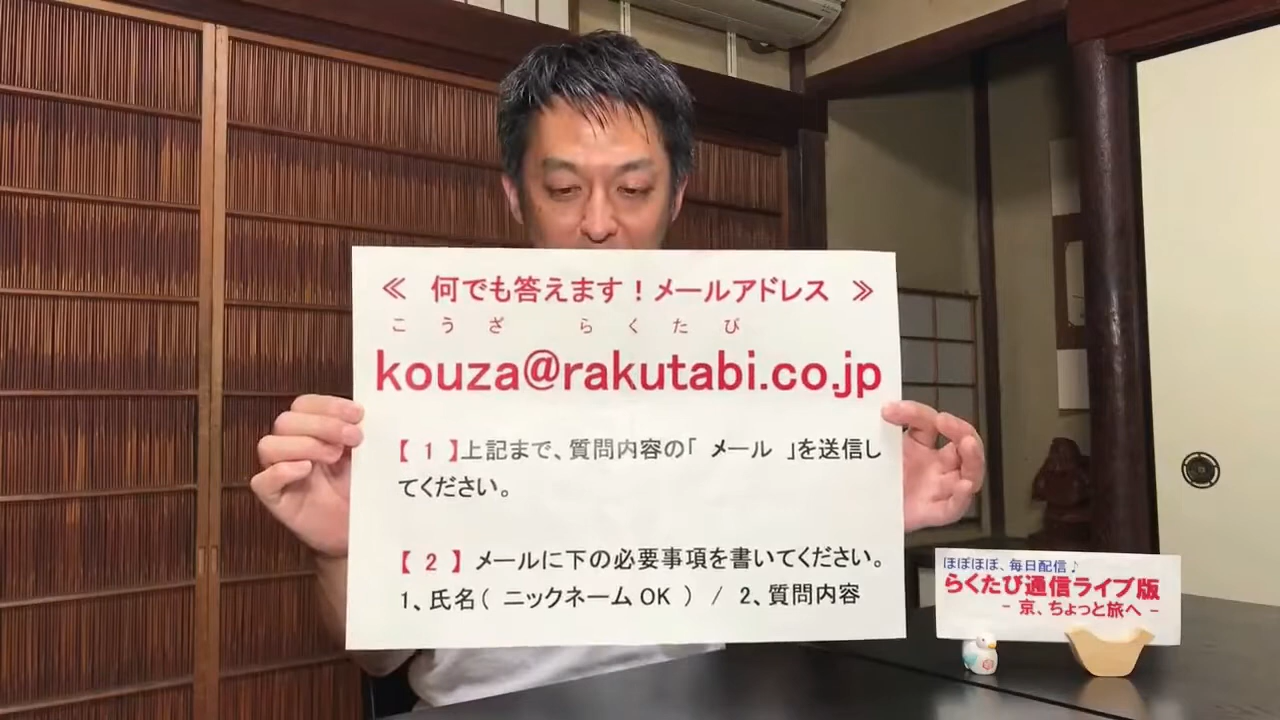 ≪ 何でも答えます！メールアドレス ≫
こうざ らくたび
kouza@rakutabi.co.jp
【 1 】上記まで、質問内容の「 メール 」を送信し
てください。
【 2 】 メールに下の必要事項を書いてください。
1、氏名（ ニックネーム OK ） / 2、質問内容
ほぼほぼ、毎日配信♪
らくたび通信ライブ版
- 京、ちょっと旅へ -